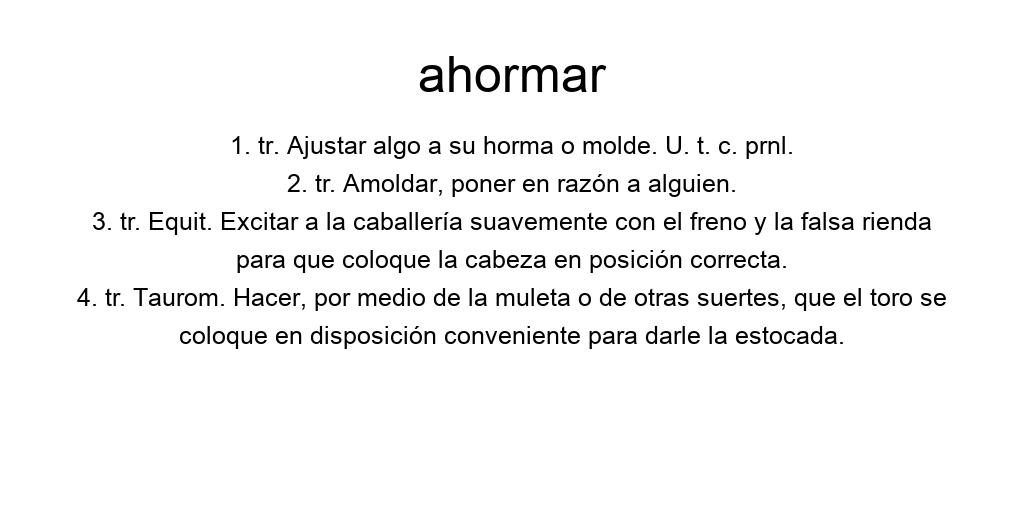 ahormar
1. tr. Ajustar algo a su horma o molde. U. t. c. prnl.
2. tr. Amoldar, poner en razón a alguien.
3. tr. Equit. Excitar a la caballería suavemente con el freno y la falsa rienda
para que coloque la cabeza en posición correcta.
4. tr. Taurom. Hacer, por medio de la muleta o de otras suertes, que el toro se
coloque en disposición conveniente para darle la estocada.